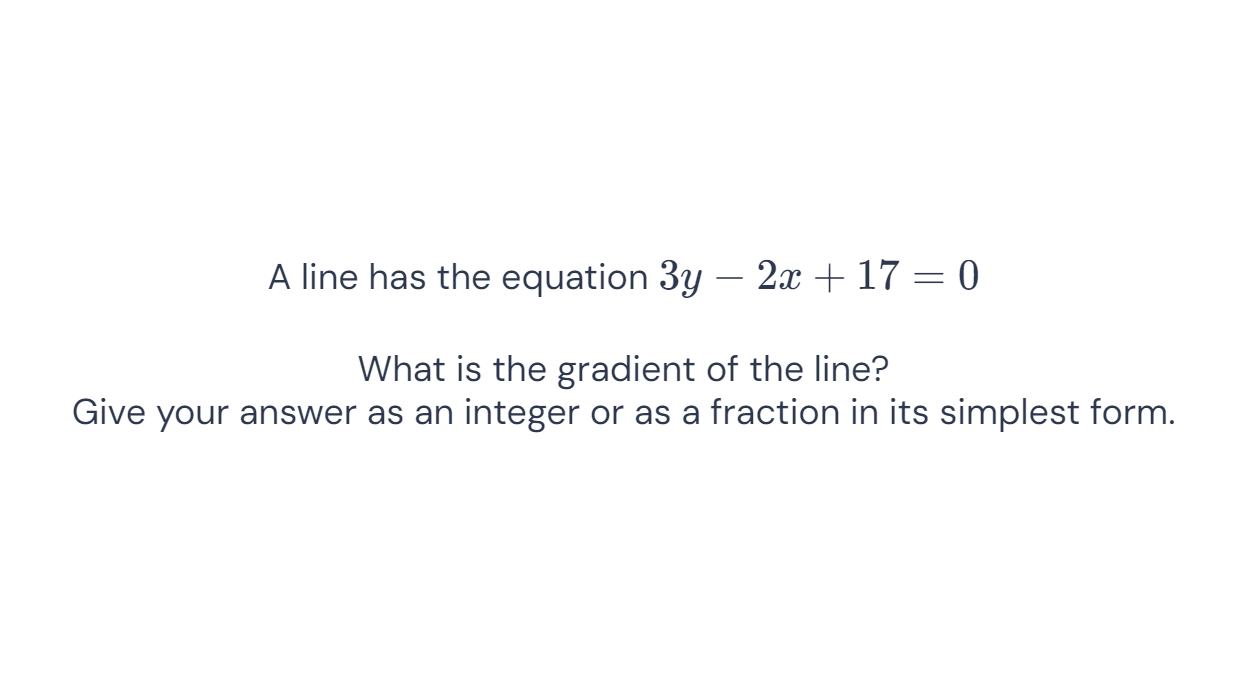 A line has the equation 3y − 2x + 17 = 0
What is the gradient of the line?
Give your answer as an integer or as a fraction in its simplest form.